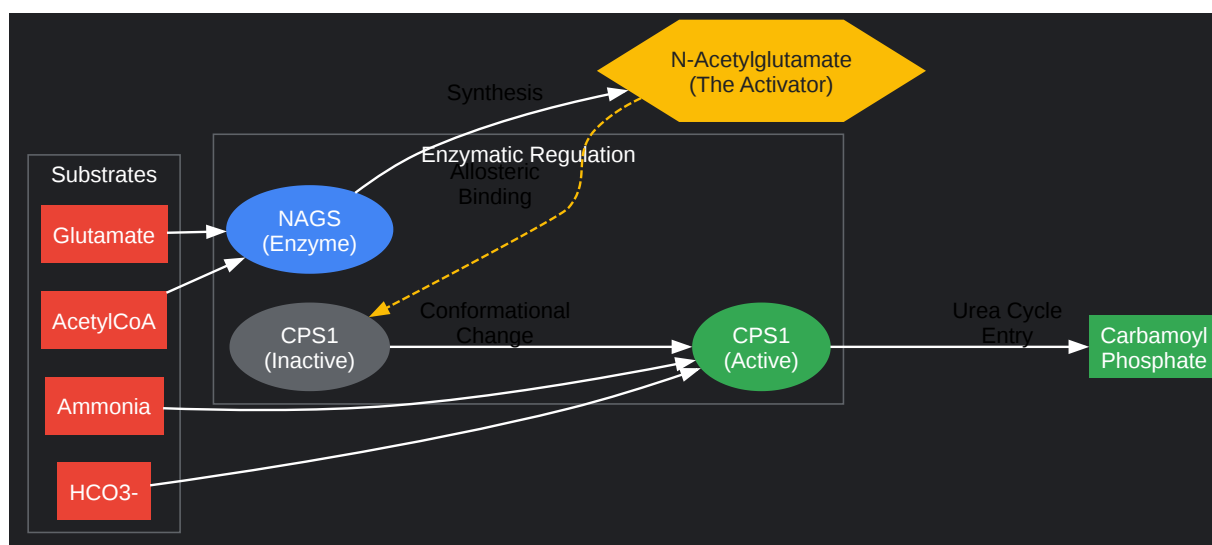 N-Acetylglutamate
(The Activator)
Synthesis
Enzymatic Regulation
Allosteric
Binding
Substrates
Glutamate
NAGS
(Enzyme)
AcetylCoA
CPS1
(Inactive)
Conformational
Change
CPS1
(Active)
Urea Cycle
Entry
Carbamoyl
Phosphate
Ammonia
HCO3-